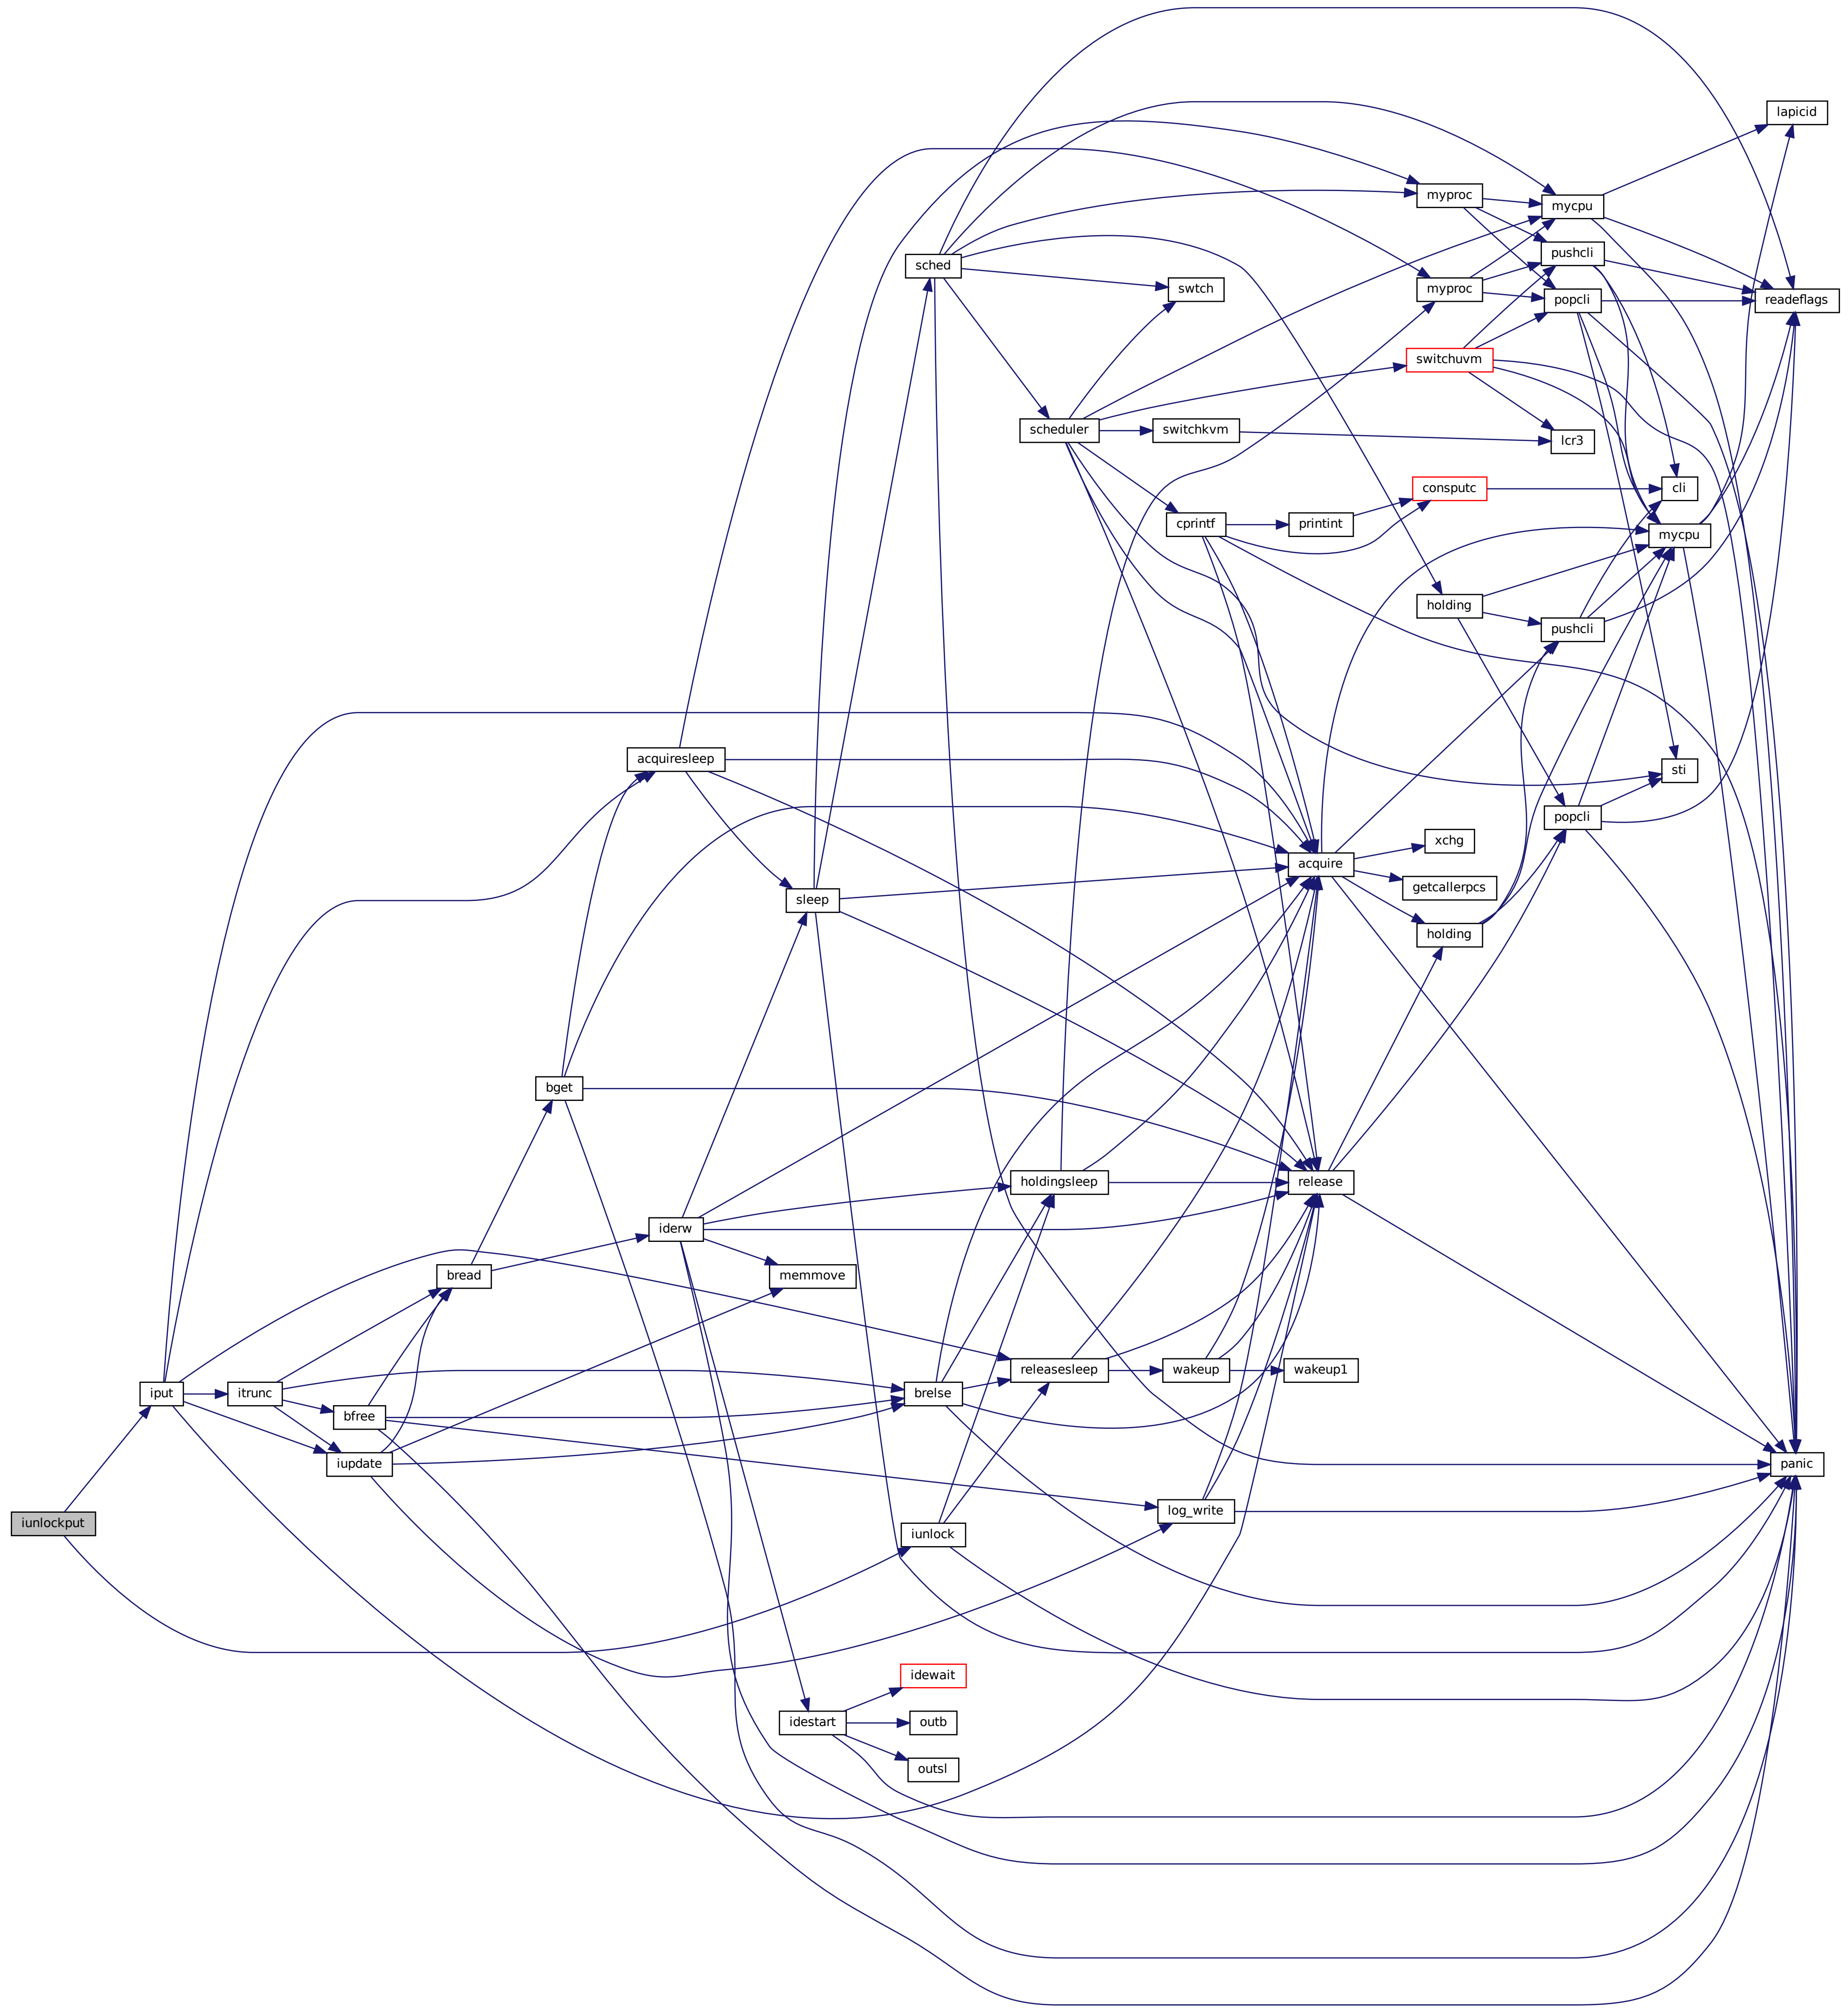 lapicid
myproc
mycpu
pushcli
sched
swtch
myproc
popcli
readeflags
switchuvm
scheduler
switchkvm
lcr3
consputc
cli
cprintf
printint
mycpu
holding
pushcli
acquiresleep
sti
popcli
xchg
acquire
getcallerpcs
sleep
holding
bget
holdingsleep
release
iderw
bread
memmove
releasesleep
wakeup
wakeup1
iput
itrunc
brelse
bfree
iupdate
panic
log_write
iunlockput
iunlock
idewait
idestart
outb
outsl